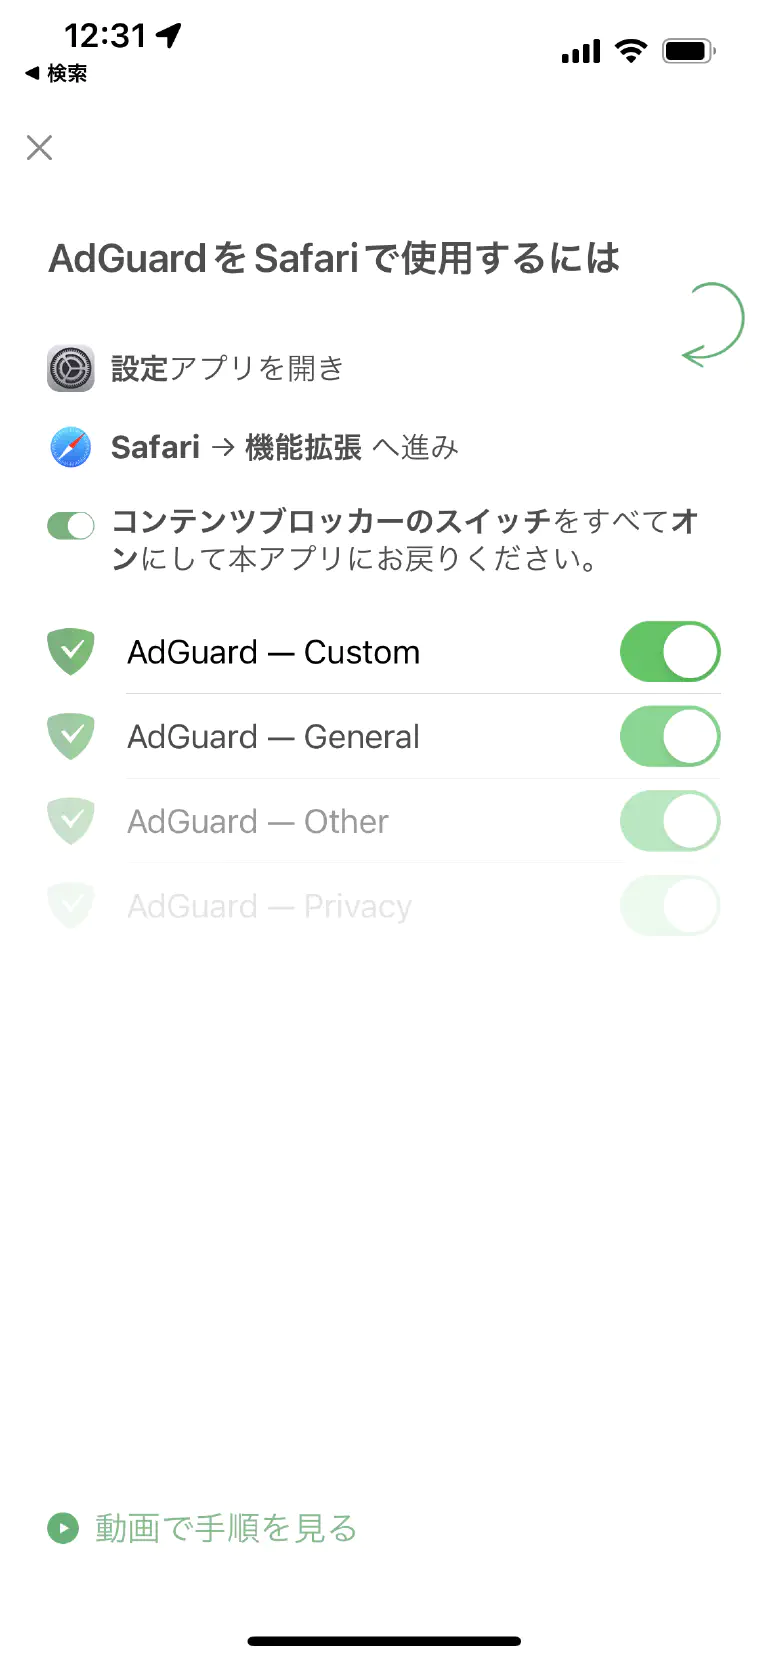 12:31
◀ 検索
AdGuardをSafariで使用するには
設定アプリを開き
Safari → 機能拡張 へ進み
コンテンツブロッカーのスイッチをすべてオ
ンにして本アプリにお戻りください。
AdGuard — Custom
AdGuard — General
AdGuard — Other
AdGuard — Privacy
動画で手順を見る